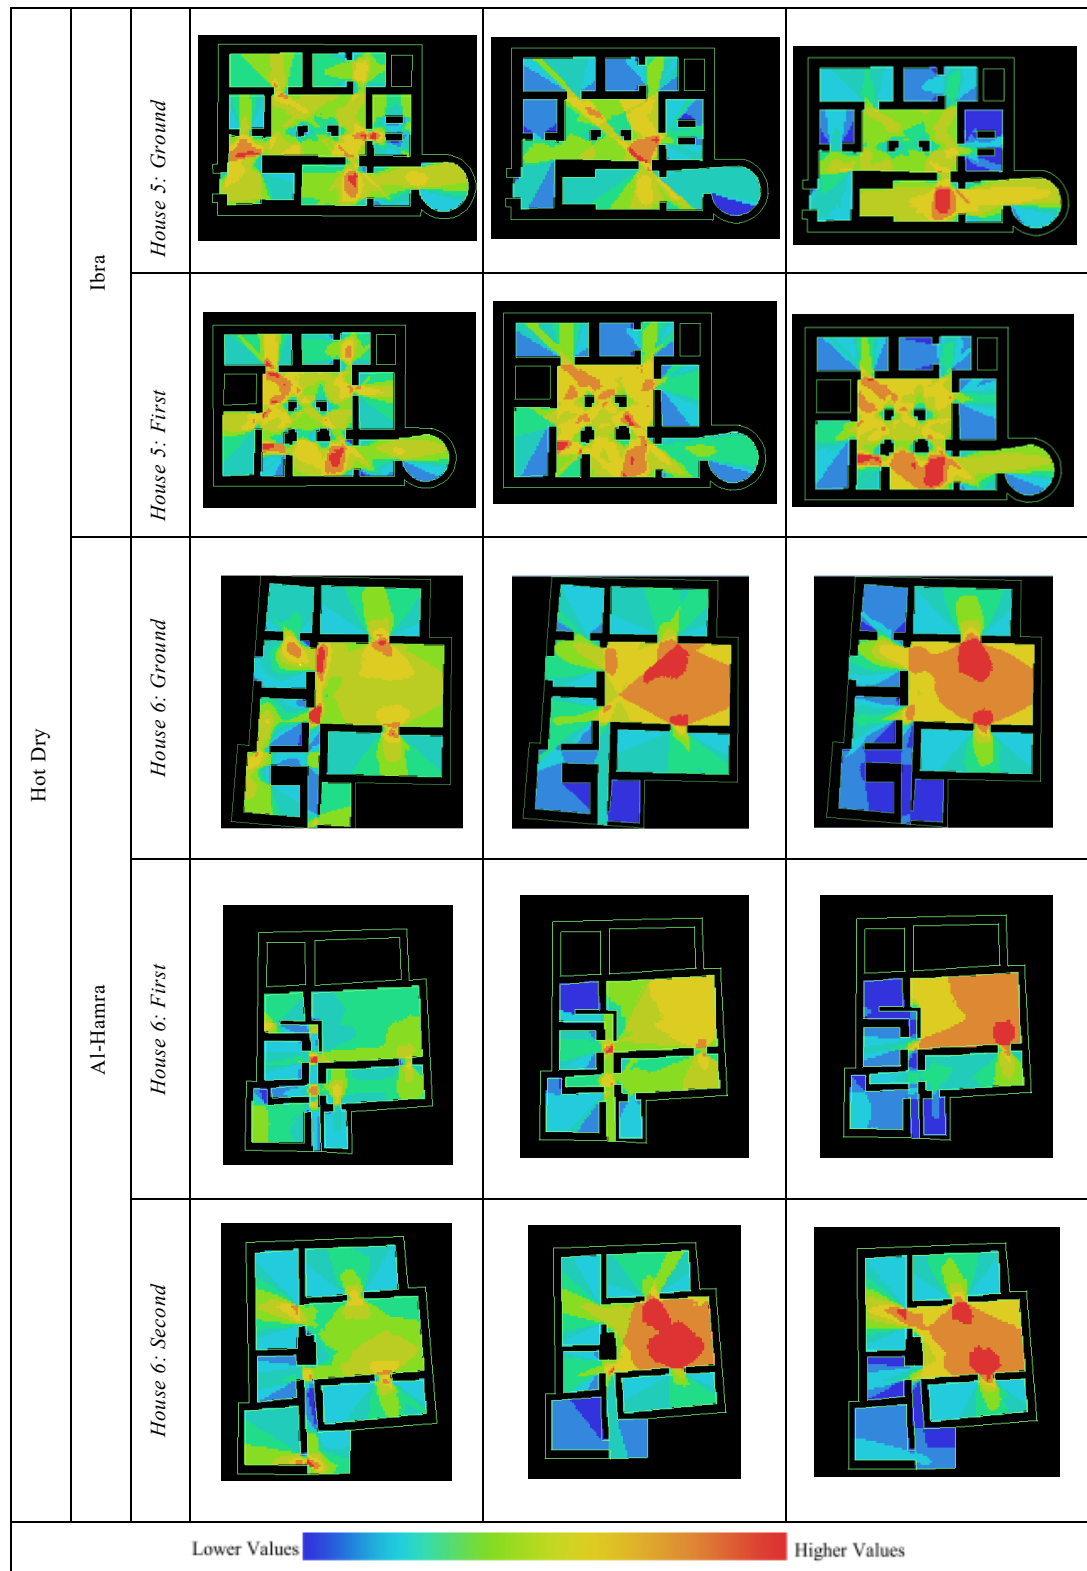 Hot Dry
Ibra
House 5: Ground
House 5: First
Al-Hamra
House 6: Ground
House 6: First
House 6: Second
Lower Values
Higher Values